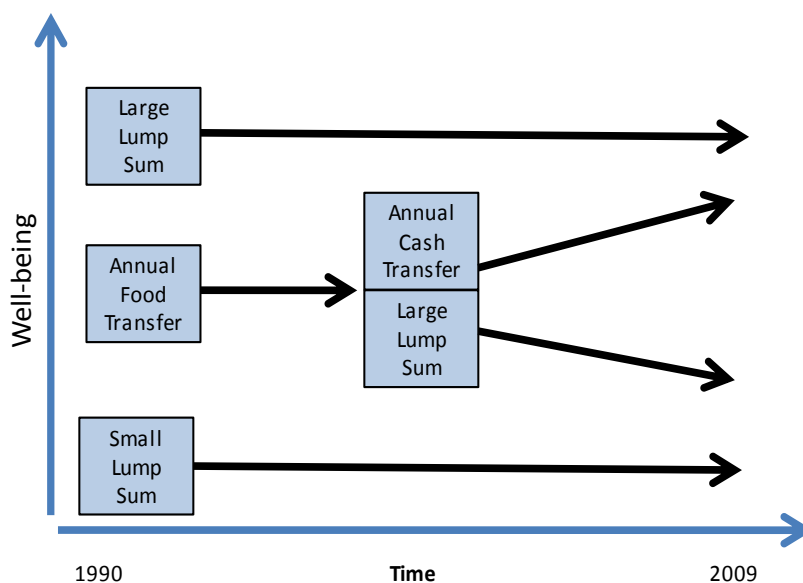 Well-being
Large
Lump
Sum
Annual
Food
Transfer
Annual
Cash
Transfer
Large
Lump
Sum
Small
Lump
Sum
1990
Time
2009